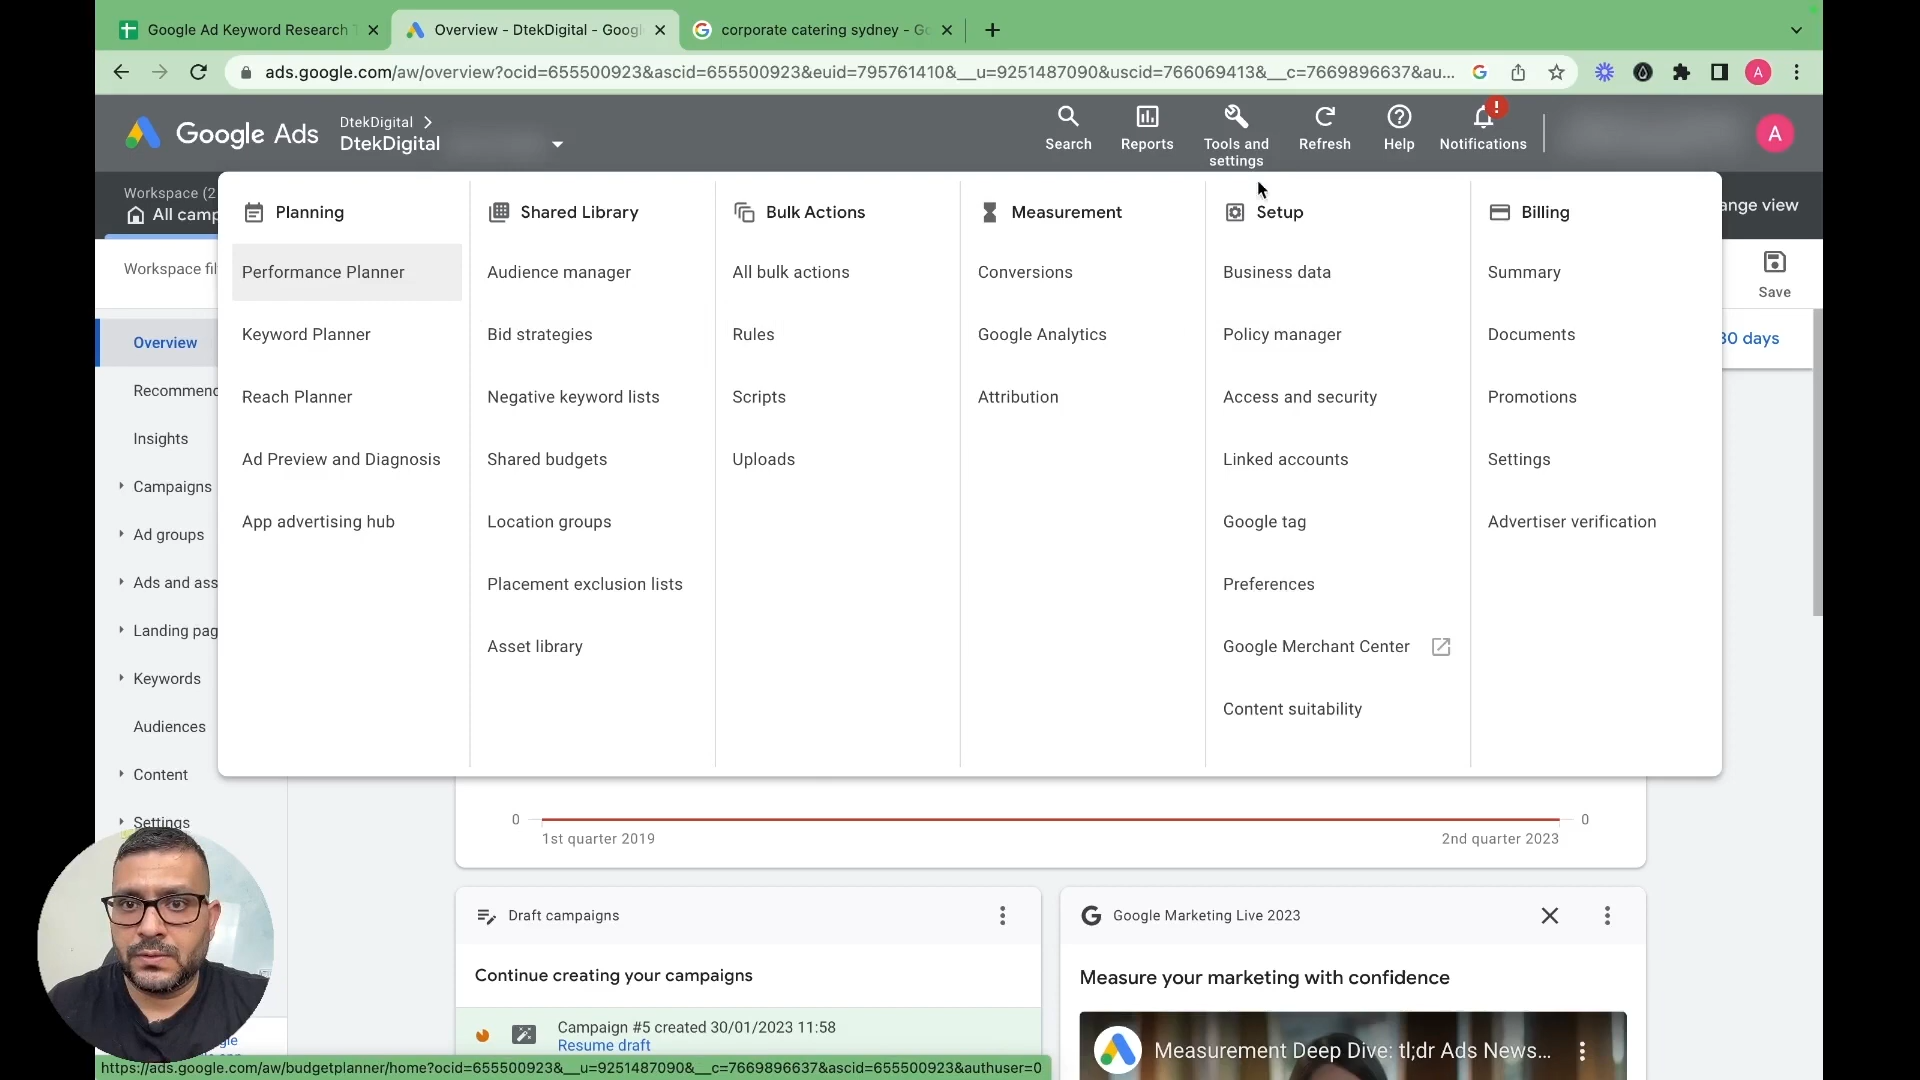 Google Ad Keyword Research
Overview - DtekDigital - Googl
corporate catering sydney - Go
ads.google.com/aw/overview?ocid=655500923&ascid=655500923&euid=795761410&__u=9251487090&uscid=766069413&__c=7669896637&au...
A
Google Ads
DtekDigital
DtekDigital
Search
Reports
Tools and settings
Refresh
Help
Notifications
A
Workspace (2
All camp
ange view
Workspace fil
Save
30 days
Overview
Recommend
Insights
Campaigns
Ad groups
Ads and ass
Landing pag
Keywords
Audiences
Content
Settings
Planning
Performance Planner
Keyword Planner
Reach Planner
Ad Preview and Diagnosis
App advertising hub
Shared Library
Audience manager
Bid strategies
Negative keyword lists
Shared budgets
Location groups
Placement exclusion lists
Asset library
Bulk Actions
All bulk actions
Rules
Scripts
Uploads
Measurement
Conversions
Google Analytics
Attribution
Setup
Business data
Policy manager
Access and security
Linked accounts
Google tag
Preferences
Google Merchant Center
Content suitability
Billing
Summary
Documents
Promotions
Settings
Advertiser verification
0
0
1st quarter 2019
2nd quarter 2023
Draft campaigns
Continue creating your campaigns
Campaign #5 created 30/01/2023 11:58
Resume draft
Google Marketing Live 2023
Measure your marketing with confidence
Measurement Deep Dive: tl;dr Ads News...
https://ads.google.com/aw/budgetplanner/home?ocid=655500923&__u=9251487090&__c=7669896637&ascid=655500923&authuser=0